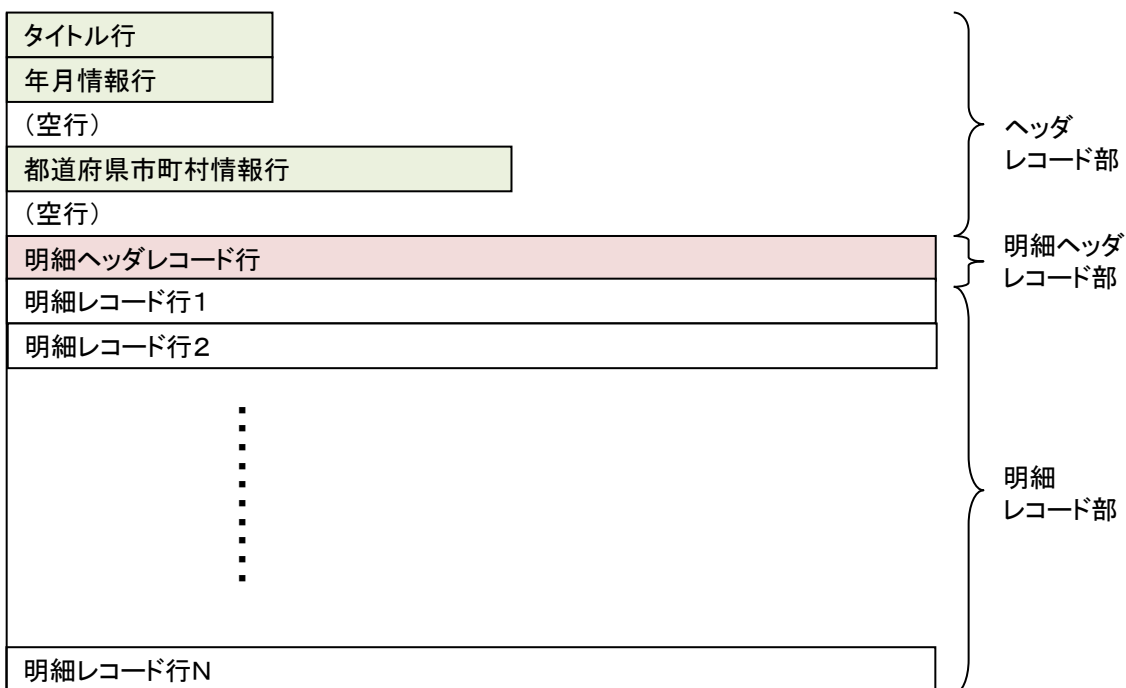 タイトル行
年月情報行
（空行）
都道府県市町村情報行
（空行）
明細ヘッダレコード行
明細レコード行１
明細レコード行２
明細レコード行Ｎ
ヘッダ
レコード部
明細ヘッダ
レコード部
明細
レコード部